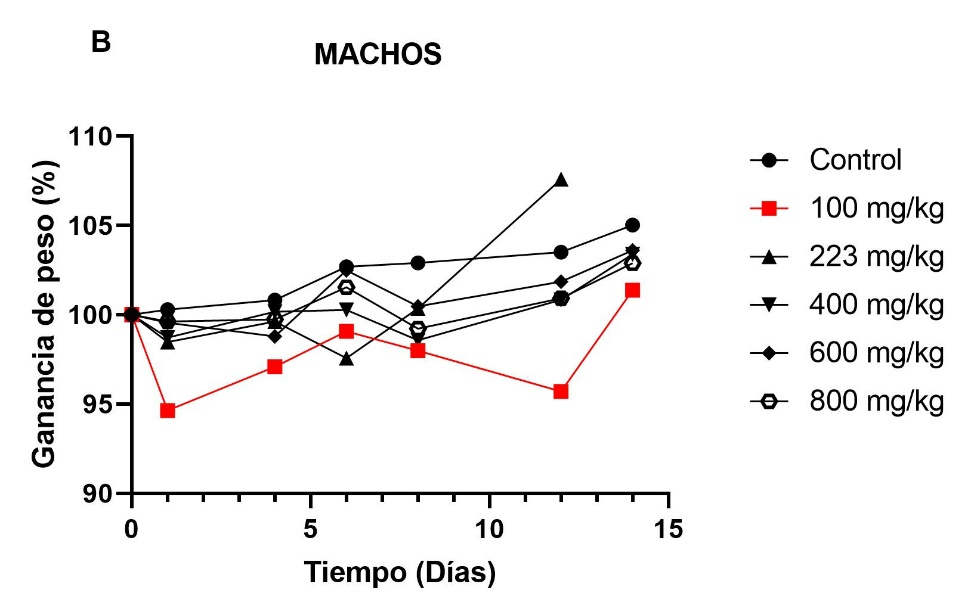 B
MACHOS
Ganancia de peso (%)
110
105
100
95
90
0 5 10 15
Tiempo (Días)
Control
100 mg/kg
223 mg/kg
400 mg/kg
600 mg/kg
800 mg/kg